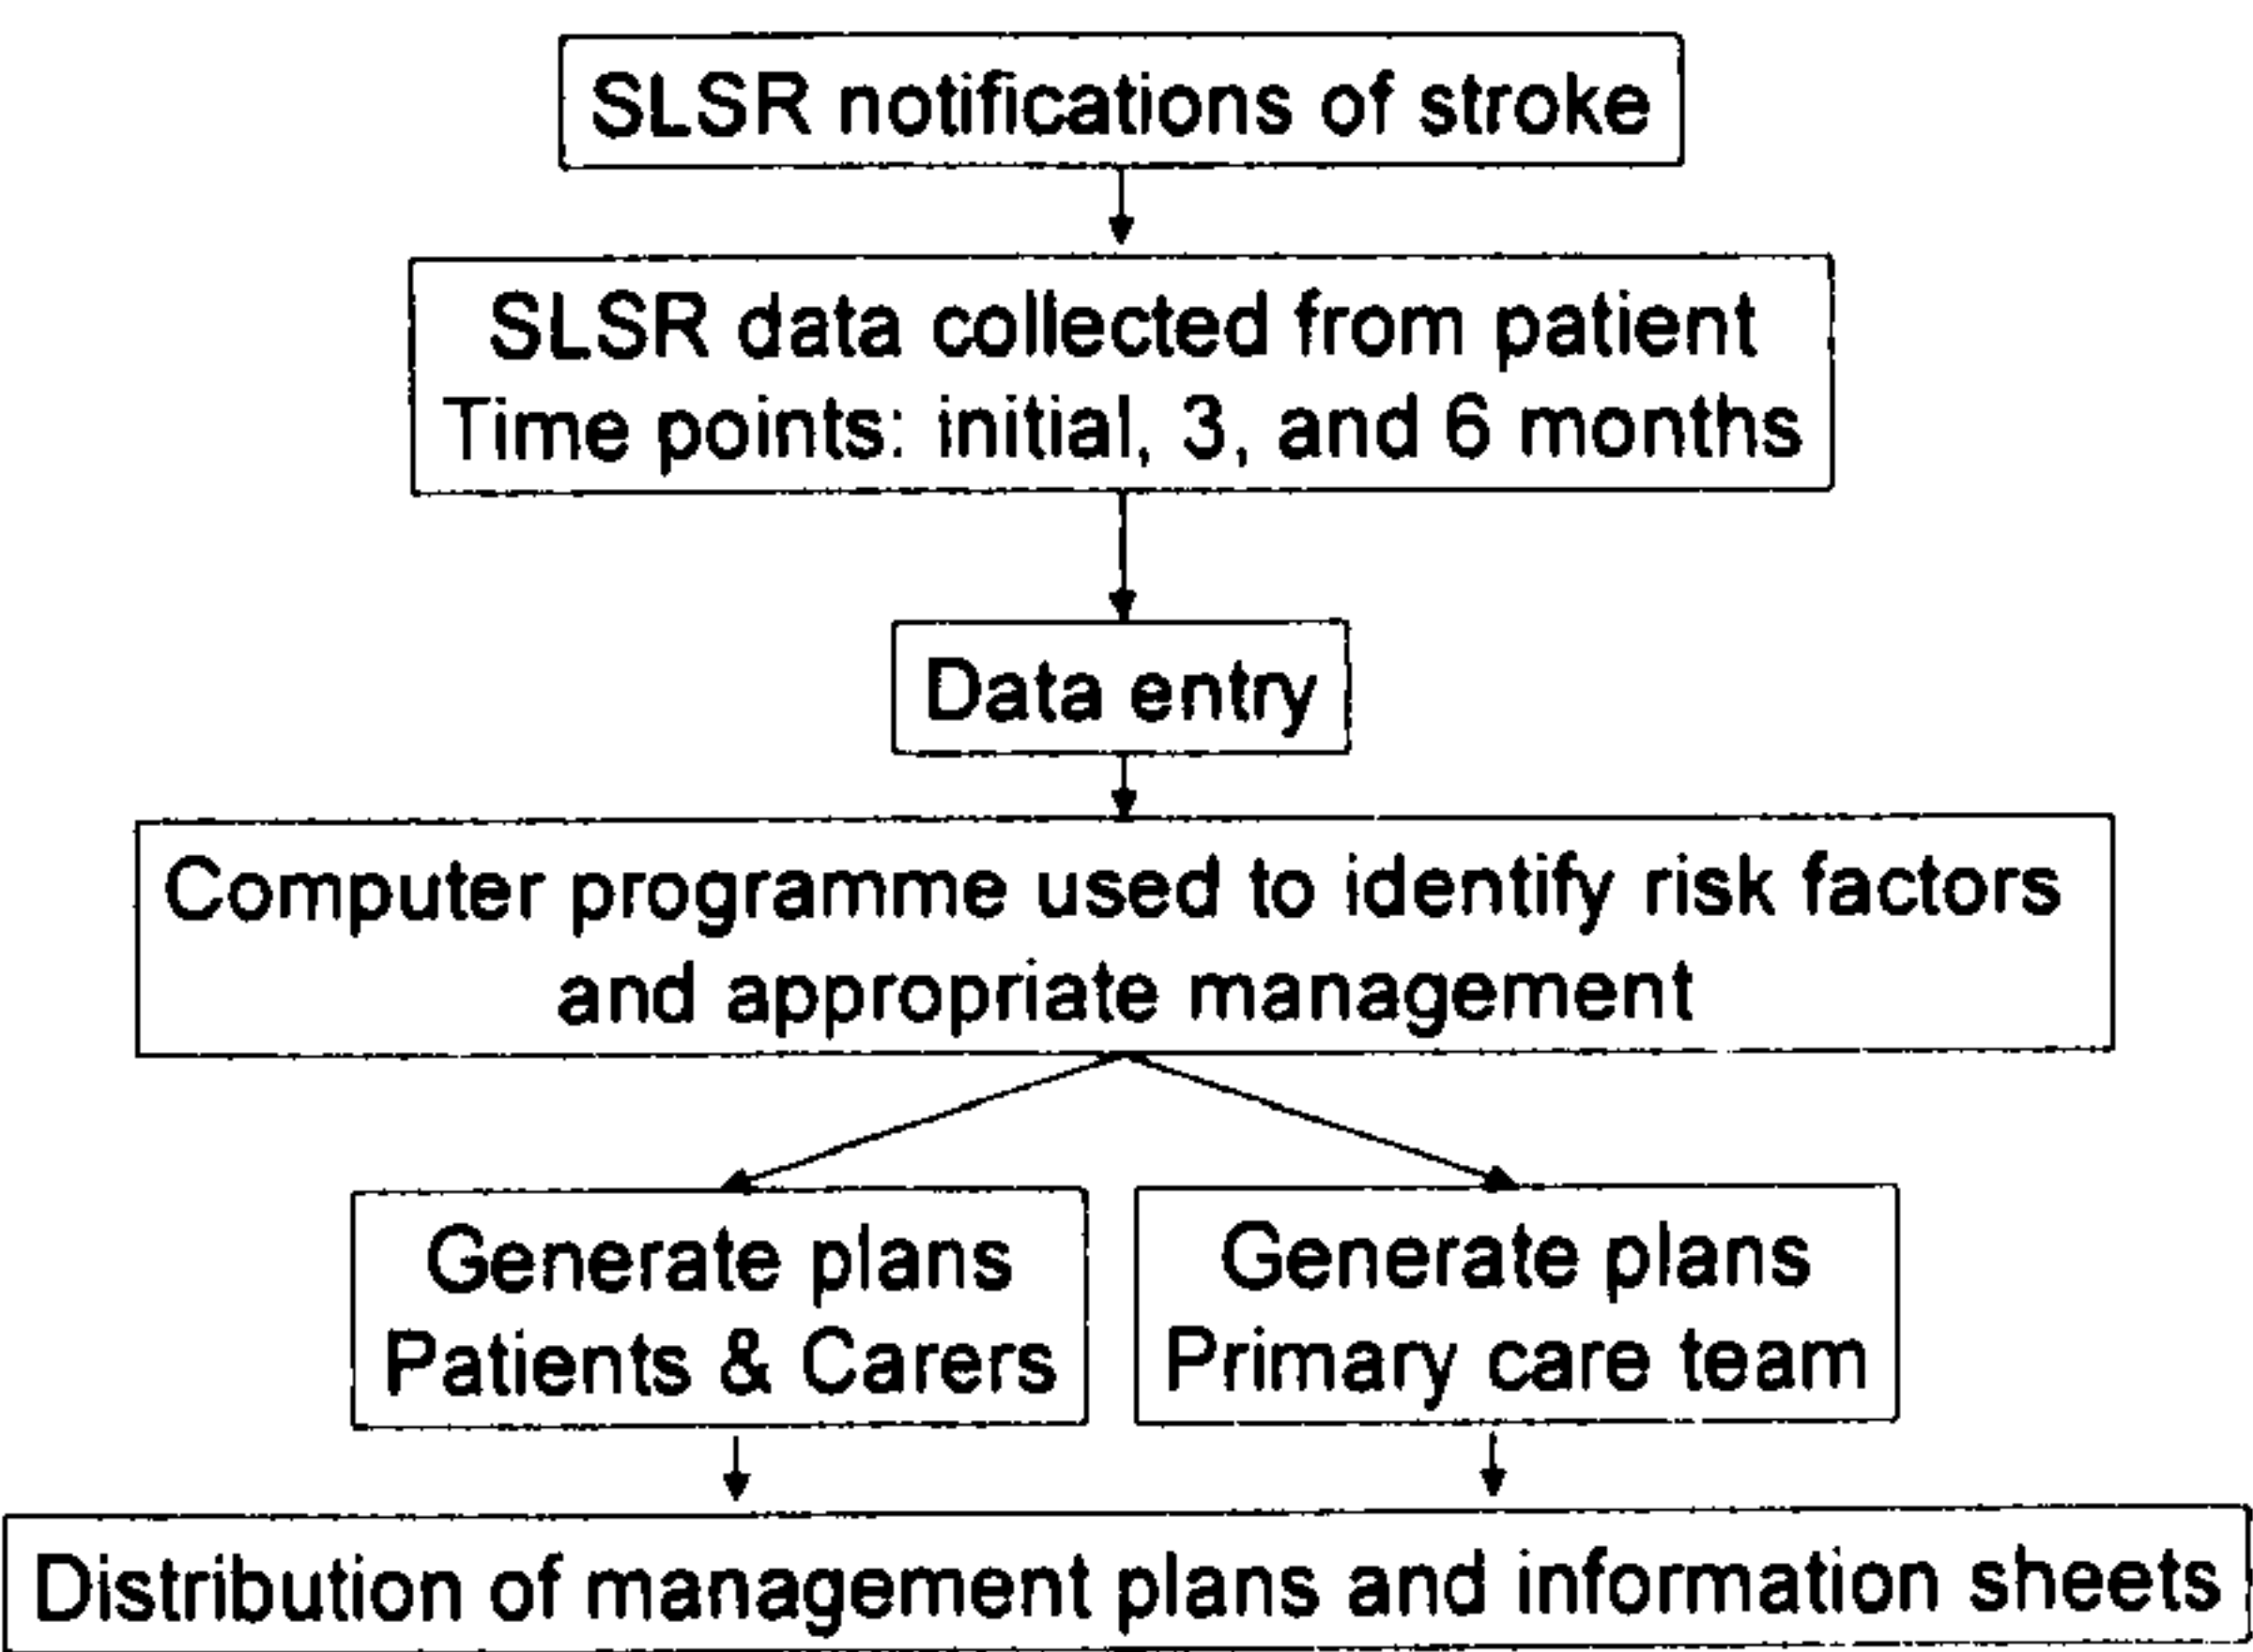 SLSR notifications of stroke
SLSR data collected from patient
Time points: initial, 3, and 6 months
Data entry
Computer programme used to identify risk factors
and appropriate management
Generate plans
Patients & Carers
Generate plans
Primary care team
Distribution of management plans and information sheets